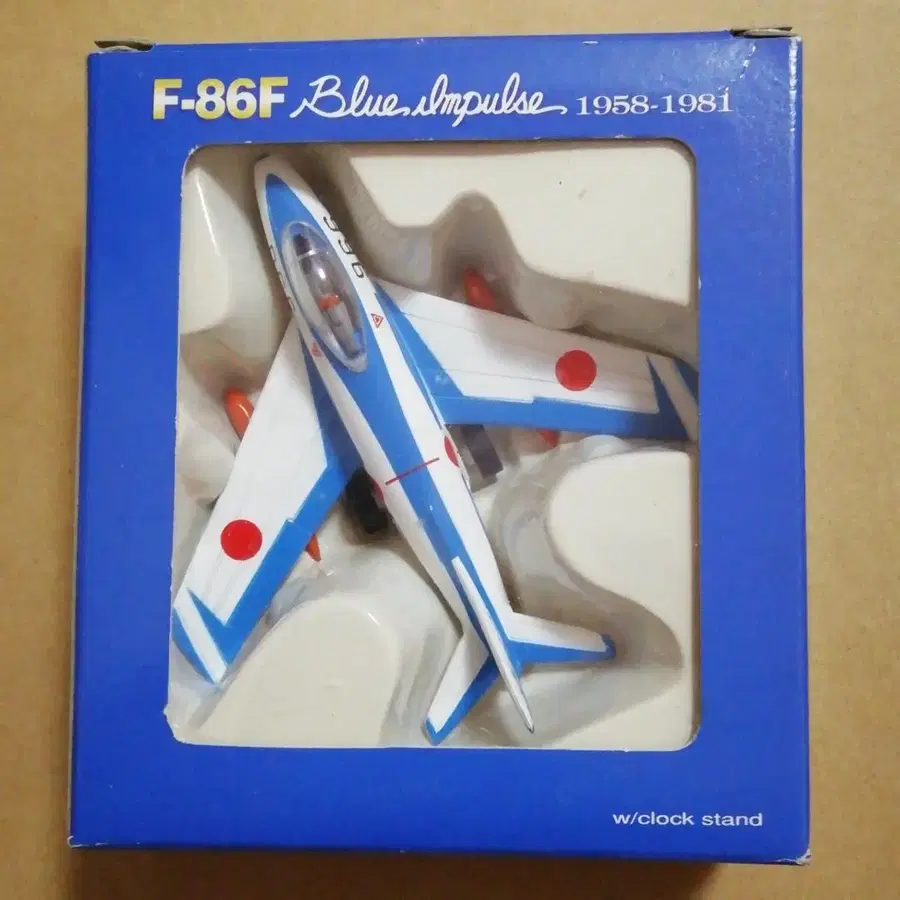 F-86F Blue Impulse 1958-1981
w/clock stand